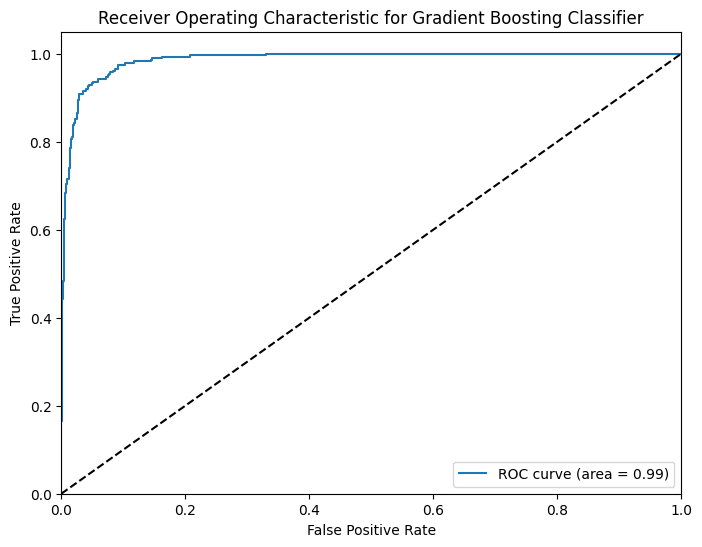 Receiver Operating Characteristic for Gradient Boosting Classifier
True Positive Rate
1.0
0.8
0.6
0.4
0.2
0.0
ROC curve (area = 0.99)
0.0 0.2 0.4 0.6 0.8 1.0
False Positive Rate